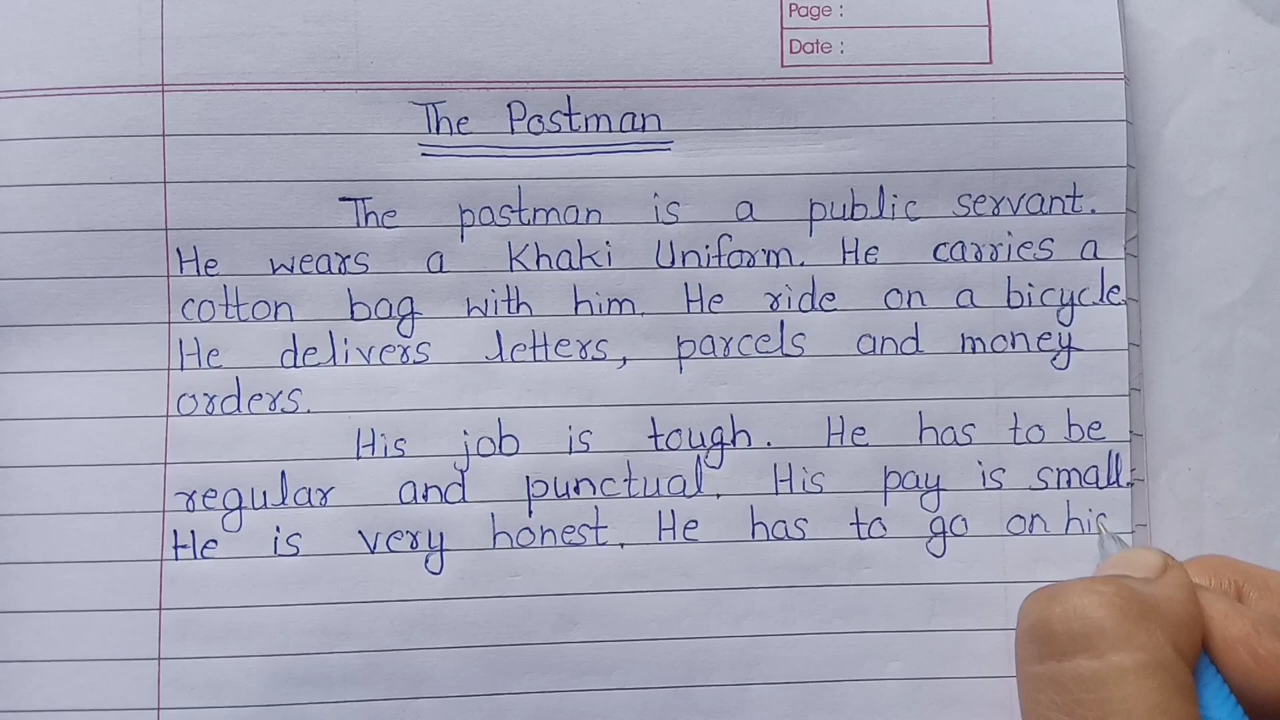 Page :
Date :
The Postman
The postman is a public servant.
He wears a Khaki Uniform. He carries a
cotton bag with him. He ride on a bicycle.
He delivers letters, parcels and money
orders.
His job is tough. He has to be
regular and punctual. His pay is small.
He is very honest. He has to go on his